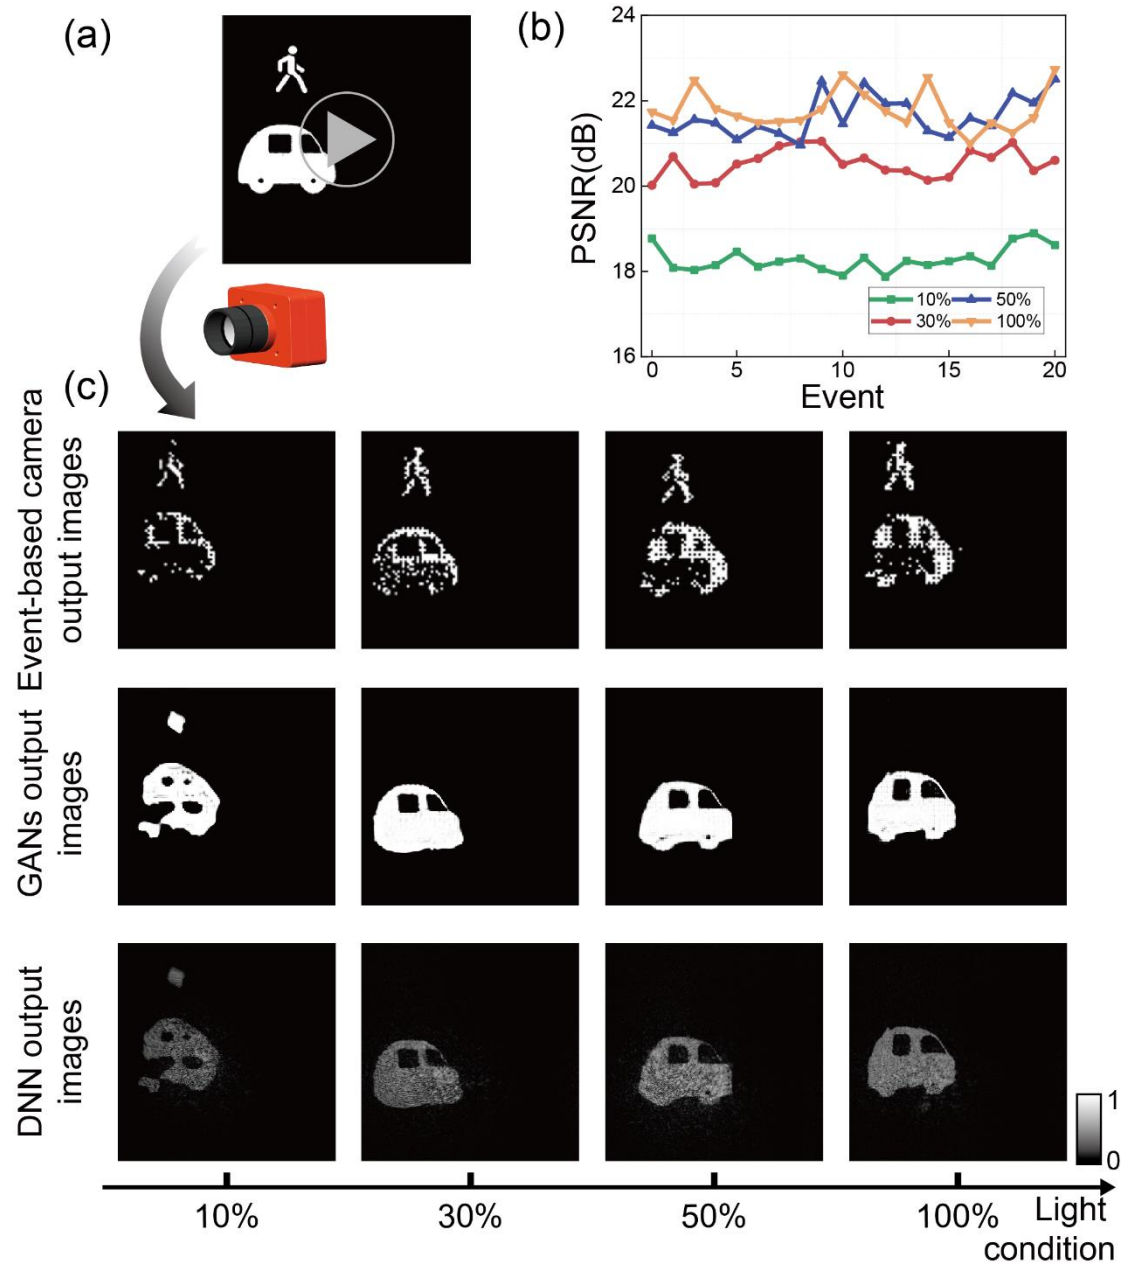 (a)
(b)
24
22
20
18
16
PSNR(dB)
0
5
10
15
20
Event
10%
50%
30%
100%
(c)
Event-based camera
output images
GANs output
images
DNN output
images
1
0
10%
30%
50%
100%
Light
condition